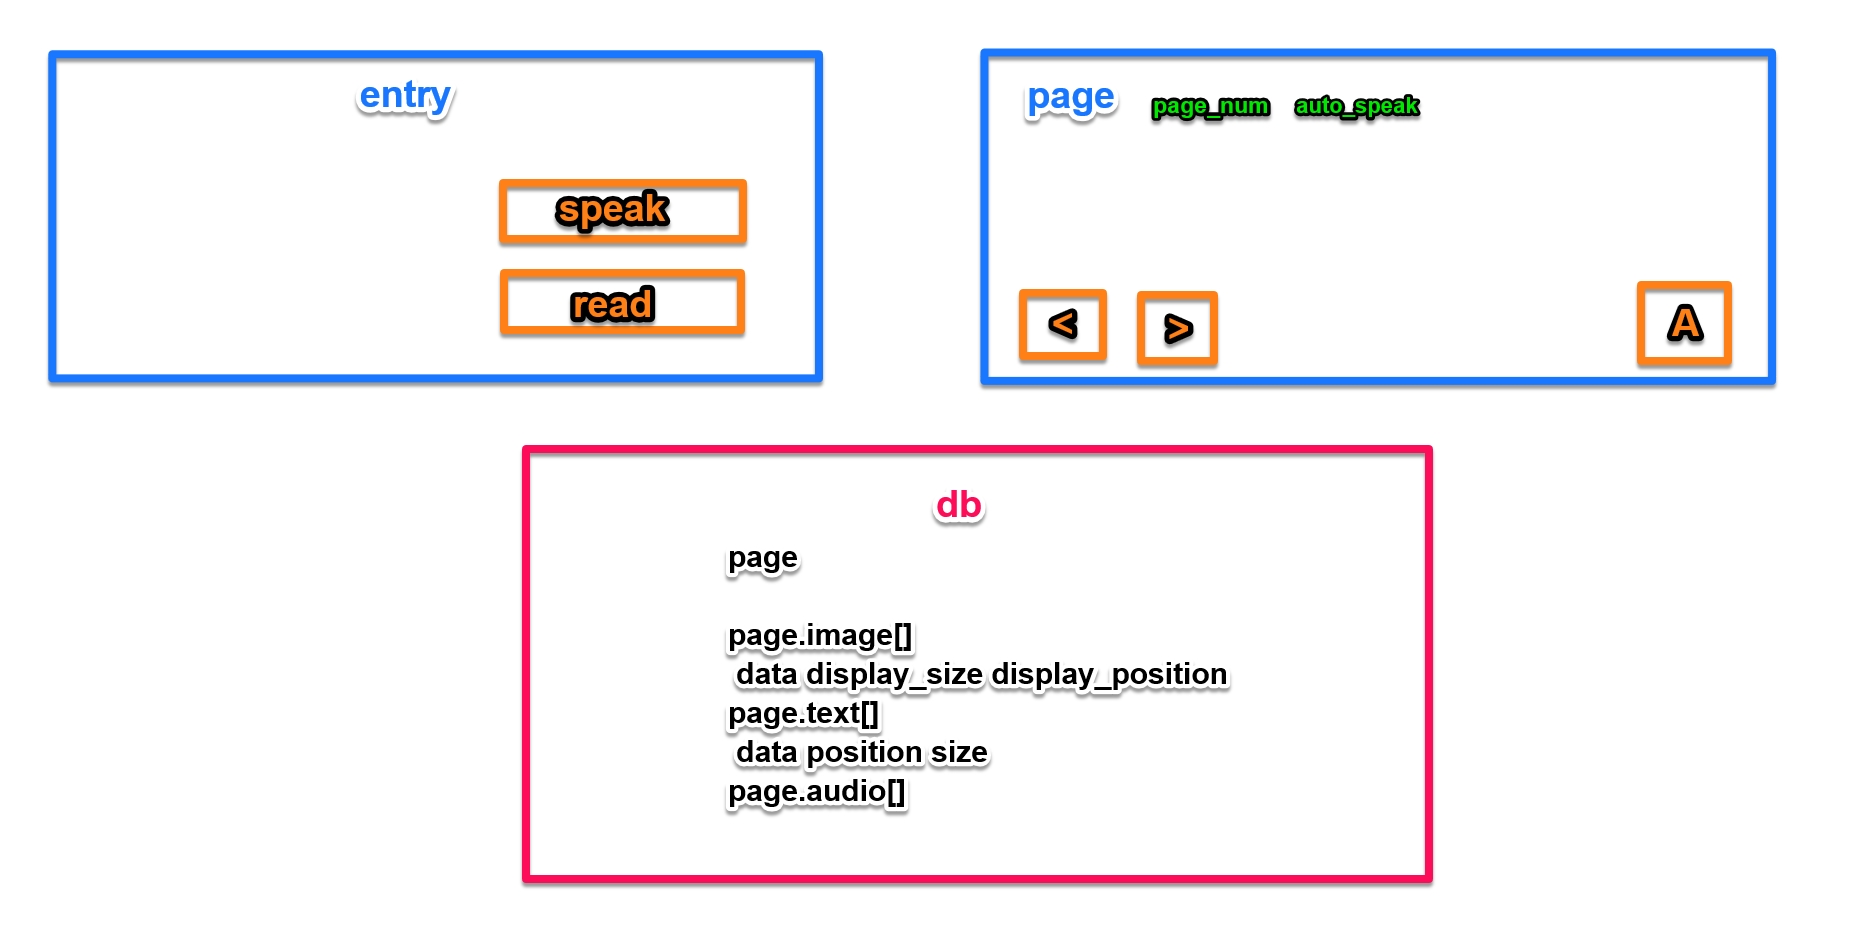 entry
speak
read
page page_num auto_speak
< > A
db
page
page.image[]
data display_size display_position
page.text[]
data position size
page.audio[]